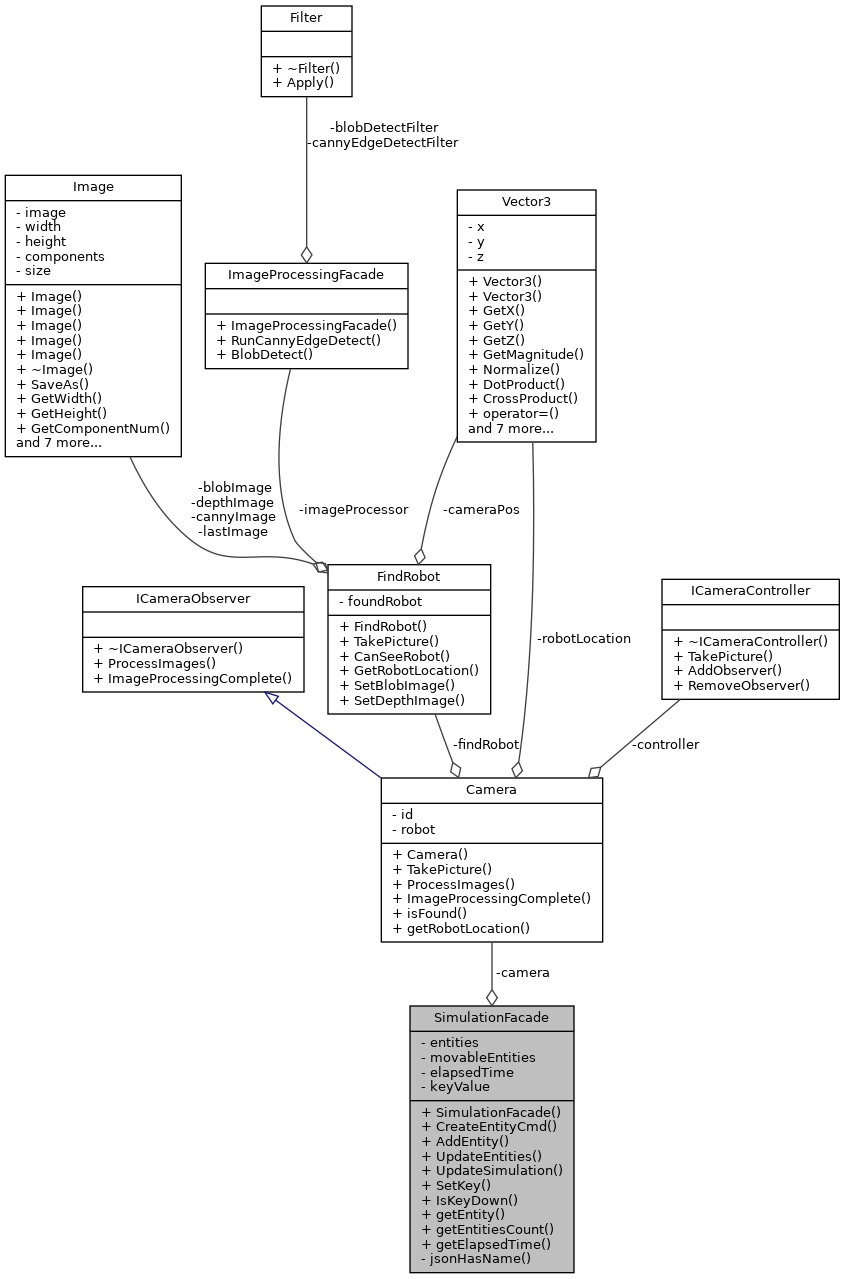 Filter
+ ~Filter()
+ Apply()
-blobDetectFilter
-cannyEdgeDetectFilter
Image
- image
- width
- height
- components
- size
+ Image()
+ Image()
+ Image()
+ Image()
+ Image()
+ ~Image()
+ SaveAs()
+ GetWidth()
+ GetHeight()
+ GetComponentNum()
and 7 more...
Vector3
- x
- y
- z
+ Vector3()
+ Vector3()
+ GetX()
+ GetY()
+ GetZ()
+ GetMagnitude()
+ Normalize()
+ DotProduct()
+ CrossProduct()
+ operator=()
and 7 more...
ImageProcessingFacade
+ ImageProcessingFacade()
+ RunCannyEdgeDetect()
+ BlobDetect()
-blobImage
-depthImage
-cannyImage
-lastImage
-imageProcessor
-cameraPos
FindRobot
- foundRobot
+ FindRobot()
+ TakePicture()
+ CanSeeRobot()
+ GetRobotLocation()
+ SetBlobImage()
+ SetDepthImage()
ICameraObserver
+ ~ICameraObserver()
+ ProcessImages()
+ ImageProcessingComplete()
-robotLocation
ICameraController
+ ~ICameraController()
+ TakePicture()
+ AddObserver()
+ RemoveObserver()
-findRobot
-controller
Camera
- id
- robot
+ Camera()
+ TakePicture()
+ ProcessImages()
+ ImageProcessingComplete()
+ isFound()
+ getRobotLocation()
-camera
SimulationFacade
- entities
- movableEntities
- elapsedTime
- keyValue
+ SimulationFacade()
+ CreateEntityCmd()
+ AddEntity()
+ UpdateEntities()
+ UpdateSimulation()
+ SetKey()
+ IsKeyDown()
+ getEntity()
+ getEntitiesCount()
+ getElapsedTime()
- jsonHasName()